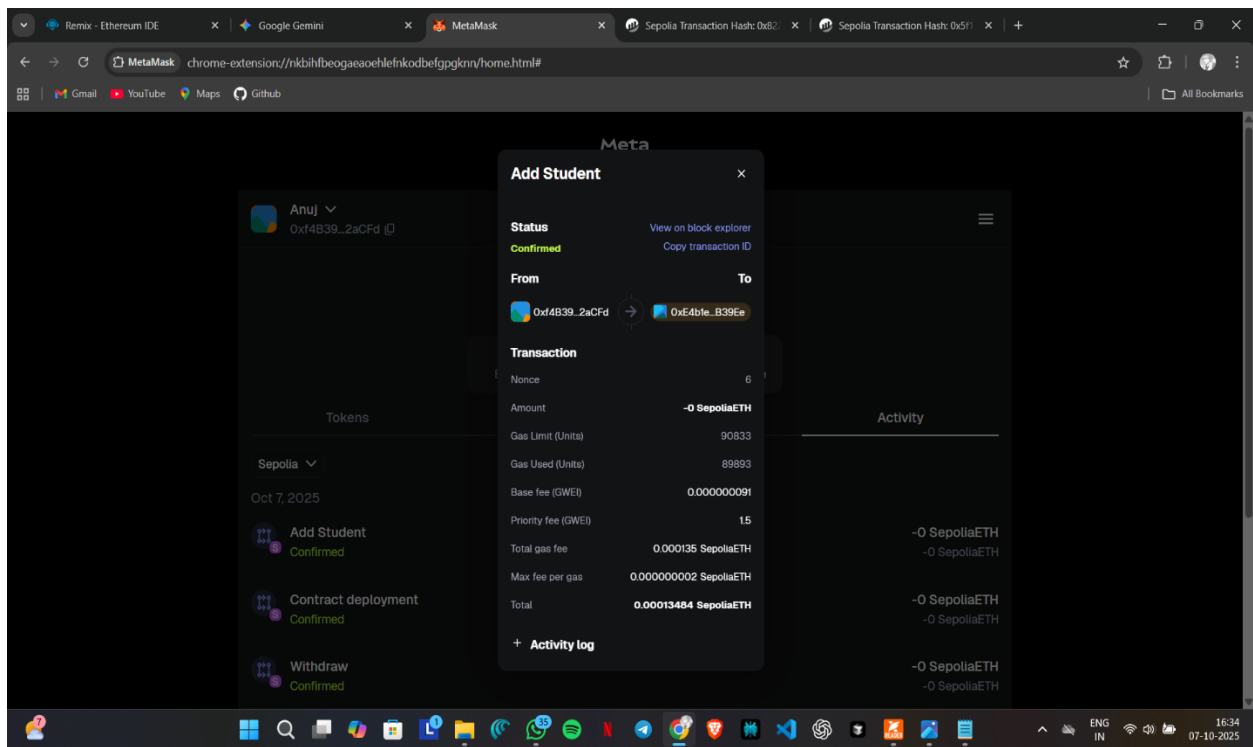 Remix - Ethereum IDE
Google Gemini
MetaMask
Sepolia Transaction Hash: 0x82
Sepolia Transaction Hash: 0x5f1
MetaMask
chrome-extension://nkbihfbeogaeaoehlefnkodbefgpgknn/home.html#
Gmail
YouTube
Maps
Github
All Bookmarks
Meta
Anuj
0xf4B39...2aCFd
Add Student
Status
View on block explorer
Confirmed
Copy transaction ID
From
To
0xf4B39...2aCFd
0xE4b1e...B39Ee
Transaction
Nonce
6
Amount
-0 SepoliaETH
Gas Limit (Units)
90833
Gas Used (Units)
89893
Base fee (GWEI)
0.000000091
Priority fee (GWEI)
1.5
Total gas fee
0.000135 SepoliaETH
Max fee per gas
0.000000002 SepoliaETH
Total
0.00013484 SepoliaETH
+ Activity log
Tokens
Activity
Sepolia
Oct 7, 2025
Add Student
Confirmed
-0 SepoliaETH
-0 SepoliaETH
Contract deployment
Confirmed
-0 SepoliaETH
-0 SepoliaETH
Withdraw
Confirmed
-0 SepoliaETH
-0 SepoliaETH
7
1
35
READER
ENG
IN
16:34
07-10-2025